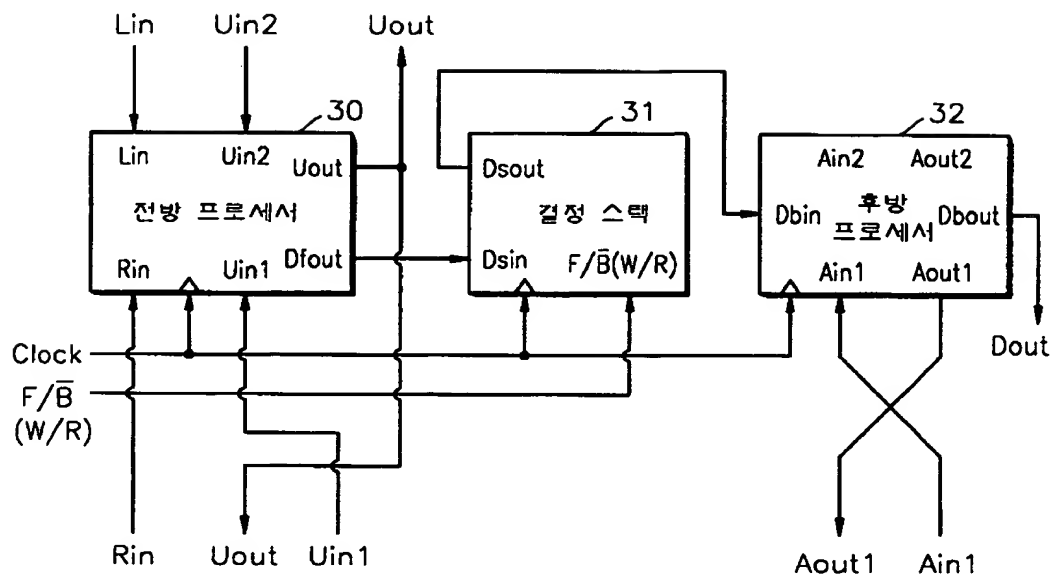 Lin Uin2 Uout
30 31 32
Lin Uin2 Uout
전방 프로세서
Rin Uin1 Dfout
Dsout
결정 스택
Dsin F/B̅(W/R)
Ain2 Aout2
후방
Dbin Dbout
프로세서
Ain1 Aout1
Clock
F/B̅
(W/R)
Dout
Rin Uout Uin1 Aout1 Ain1